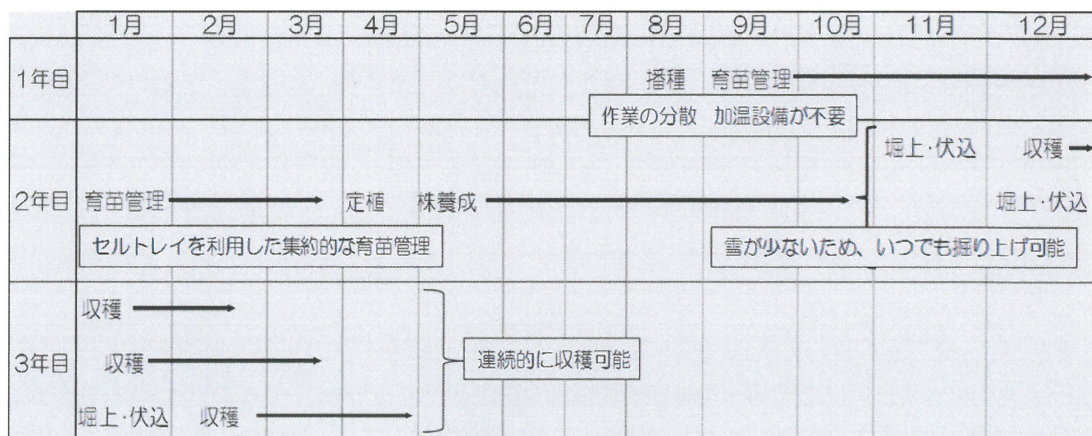 1月 2月 3月 4月 5月 6月 7月 8月 9月 10月 11月 12月
1年目
播種 育苗管理
作業の分散 加温設備が不要
2年目
堀上・伏込 収穫
育苗管理 定植 株養成
堀上・伏込
セルトレイを利用した集約的な育苗管理
雪が少ないため、いつでも掘り上げ可能
3年目
収穫
収穫
連続的に収穫可能
堀上・伏込 収穫